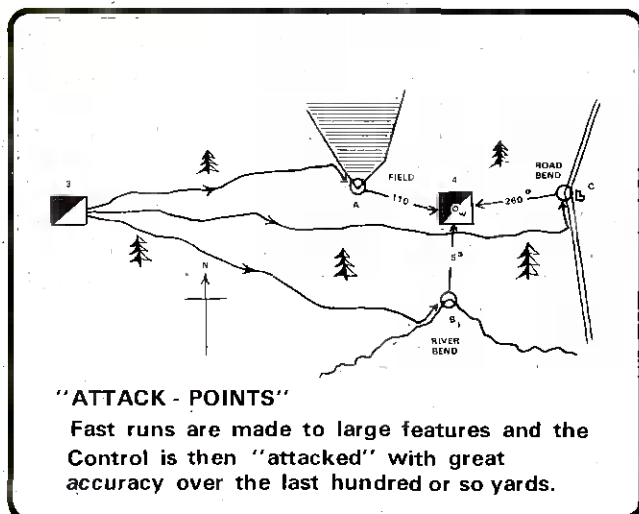 3
FIELD
A
110
4
W
260°
ROAD
BEND
C
5°
N
B
RIVER
BEND
"ATTACK - POINTS"
Fast runs are made to large features and the
Control is then "attacked" with great
accuracy over the last hundred or so yards.